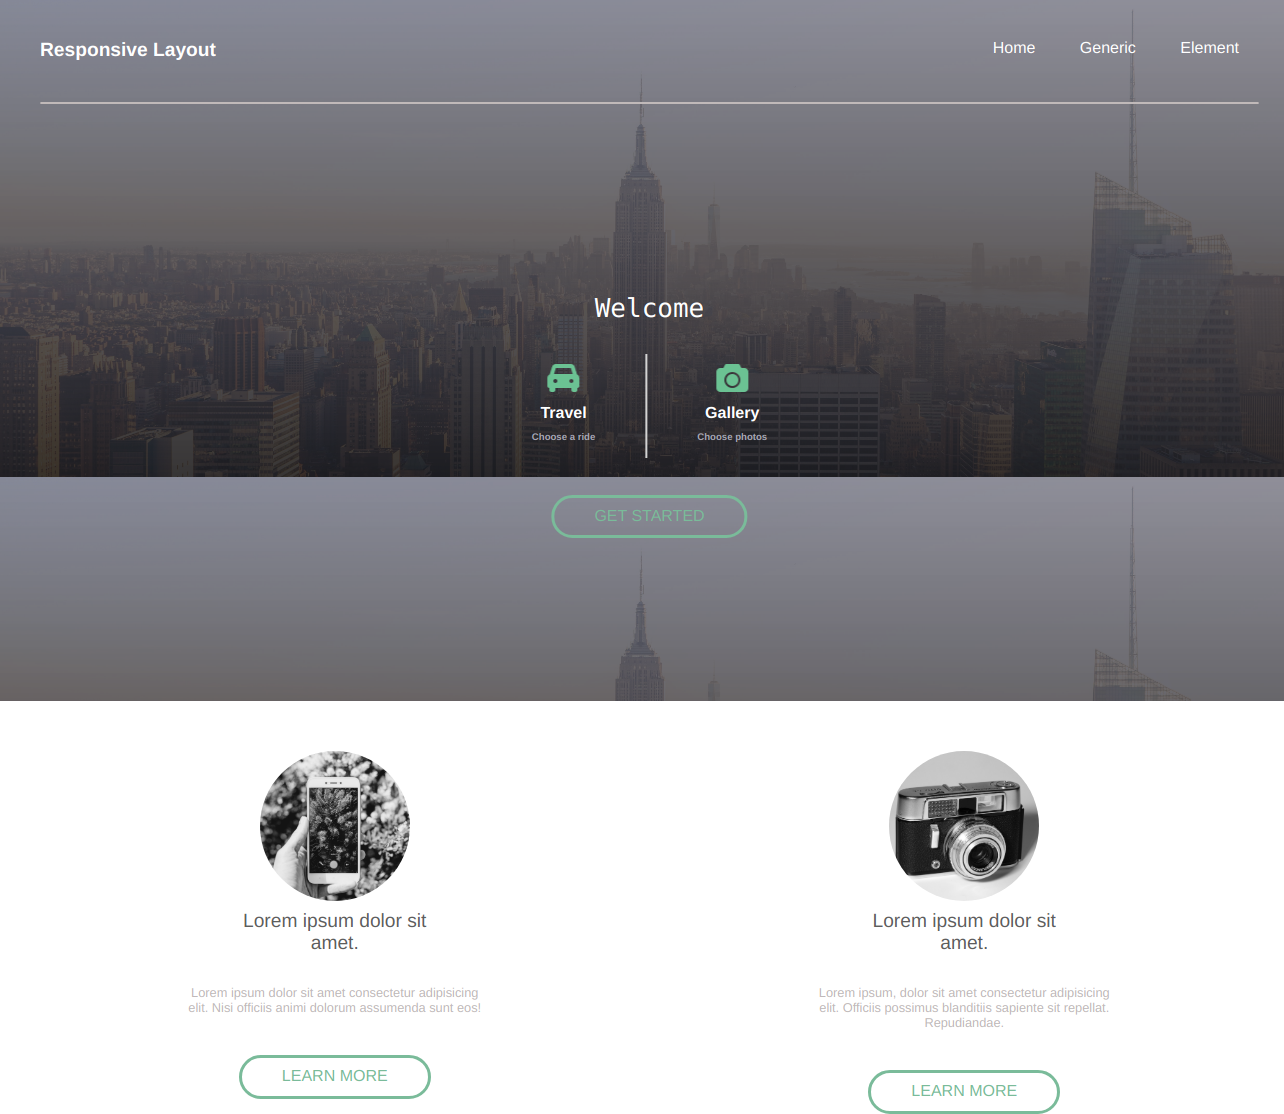 Responsive Layout
Home Generic Element
Welcome
Travel
Choose a ride
Gallery
Choose photos
GET STARTED
Lorem ipsum dolor sit
amet.
Lorem ipsum dolor sit amet consectetur adipisicing
elit. Nisi officiis animi dolorum assumenda sunt eos!
LEARN MORE
Lorem ipsum dolor sit
amet.
Lorem ipsum, dolor sit amet consectetur adipisicing
elit. Officiis possimus blanditiis sapiente sit repellat.
Repudiandae.
LEARN MORE